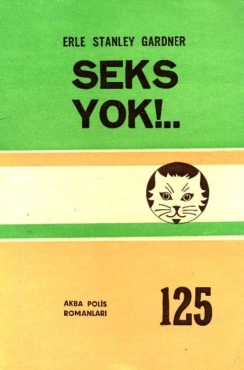 ERLE STANLEY GARDNER
SEKS
YOK!..
AKBA POLİS
ROMANLARI
125